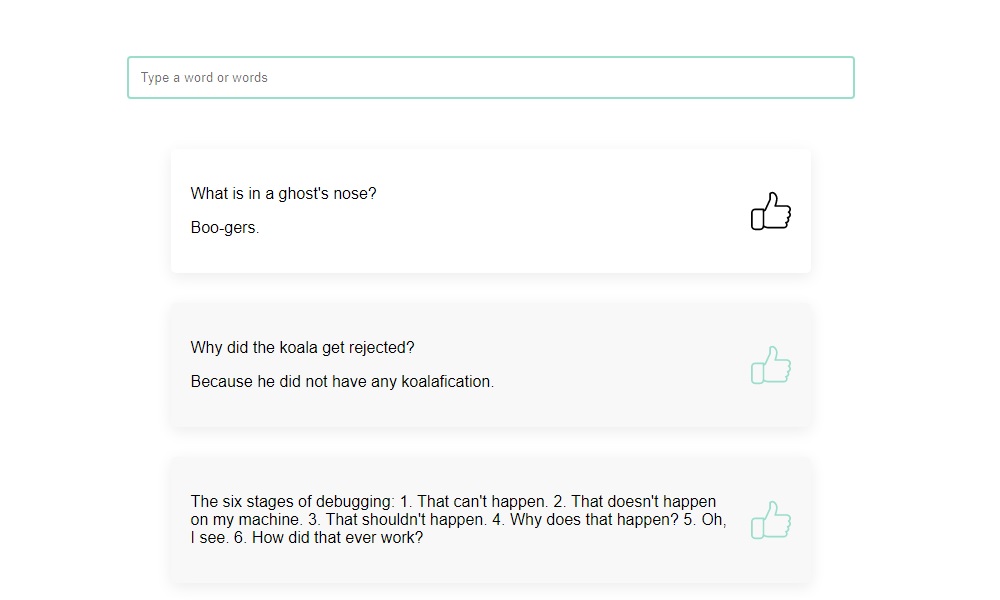 Type a word or words
What is in a ghost's nose?
Boo-gers.
Why did the koala get rejected?
Because he did not have any koalafication.
The six stages of debugging: 1. That can't happen. 2. That doesn't happen
on my machine. 3. That shouldn't happen. 4. Why does that happen? 5. Oh,
I see. 6. How did that ever work?